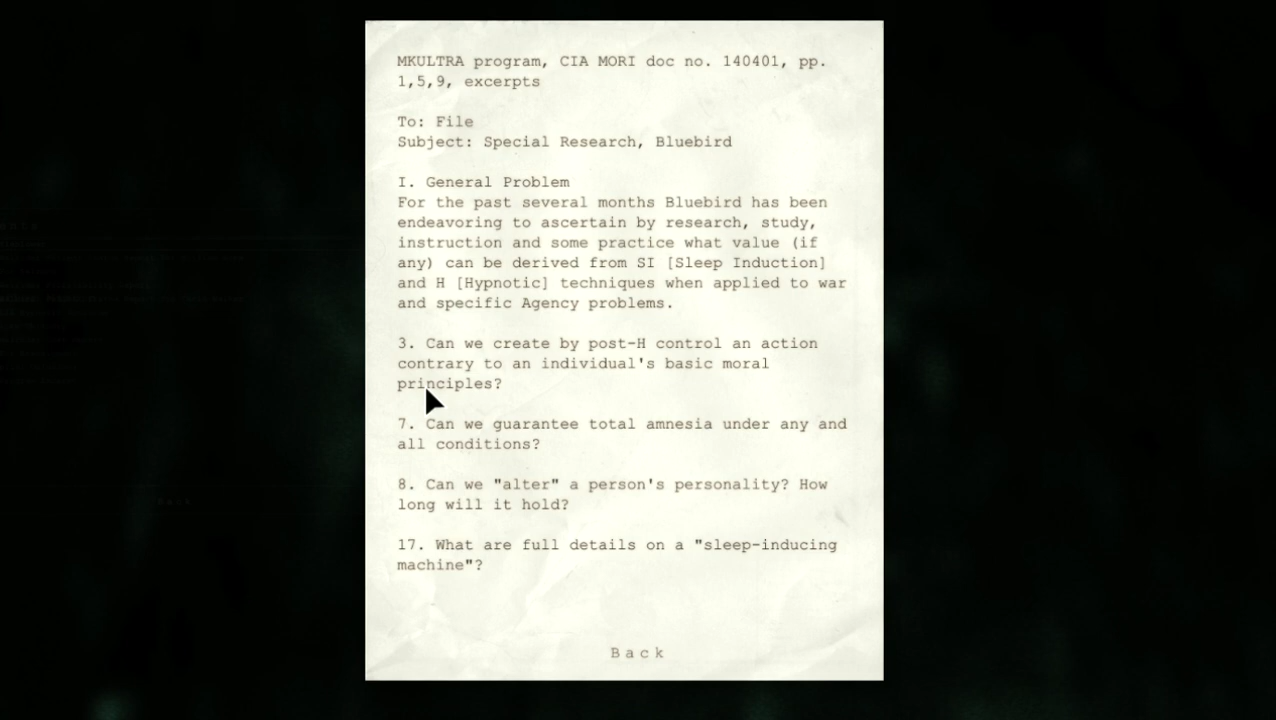 MKULTRA program, CIA MORI doc no. 140401, pp.
1,5,9, excerpts
To: File
Subject: Special Research, Bluebird
I. General Problem
For the past several months Bluebird has been
endeavoring to ascertain by research, study,
instruction and some practice what value (if
any) can be derived from SI [Sleep Induction]
and H [Hypnotic] techniques when applied to war
and specific Agency problems.
3. Can we create by post-H control an action
contrary to an individual's basic moral
principles?
7. Can we guarantee total amnesia under any and
all conditions?
8. Can we "alter" a person's personality? How
long will it hold?
17. What are full details on a "sleep-inducing
machine"?
Back